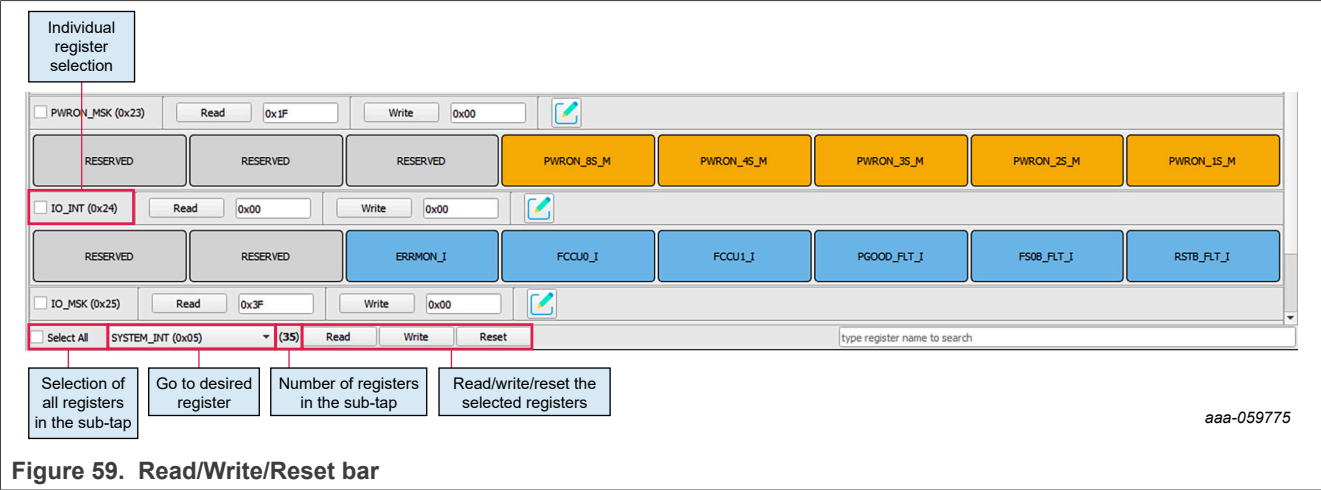 Individual
register
selection
PWRON_MSK (0x23) Read 0x1F Write 0x00
RESERVED RESERVED RESERVED PWRON_8S_M PWRON_4S_M PWRON_3S_M PWRON_2S_M PWRON_1S_M
IO_INT (0x24) Read 0x00 Write 0x00
RESERVED RESERVED ERRMON_I FCCU0_I FCCU1_I PGOOD_FLT_I FS0B_FLT_I RSTB_FLT_I
IO_MSK (0x25) Read 0x3F Write 0x00
Select All SYSTEM_INT (0x05) (35) Read Write Reset type register name to search
Selection of
all registers
in the sub-tap
Go to desired
register
Number of registers
in the sub-tap
Read/write/reset the
selected registers
aaa-059775
Figure 59. Read/Write/Reset bar